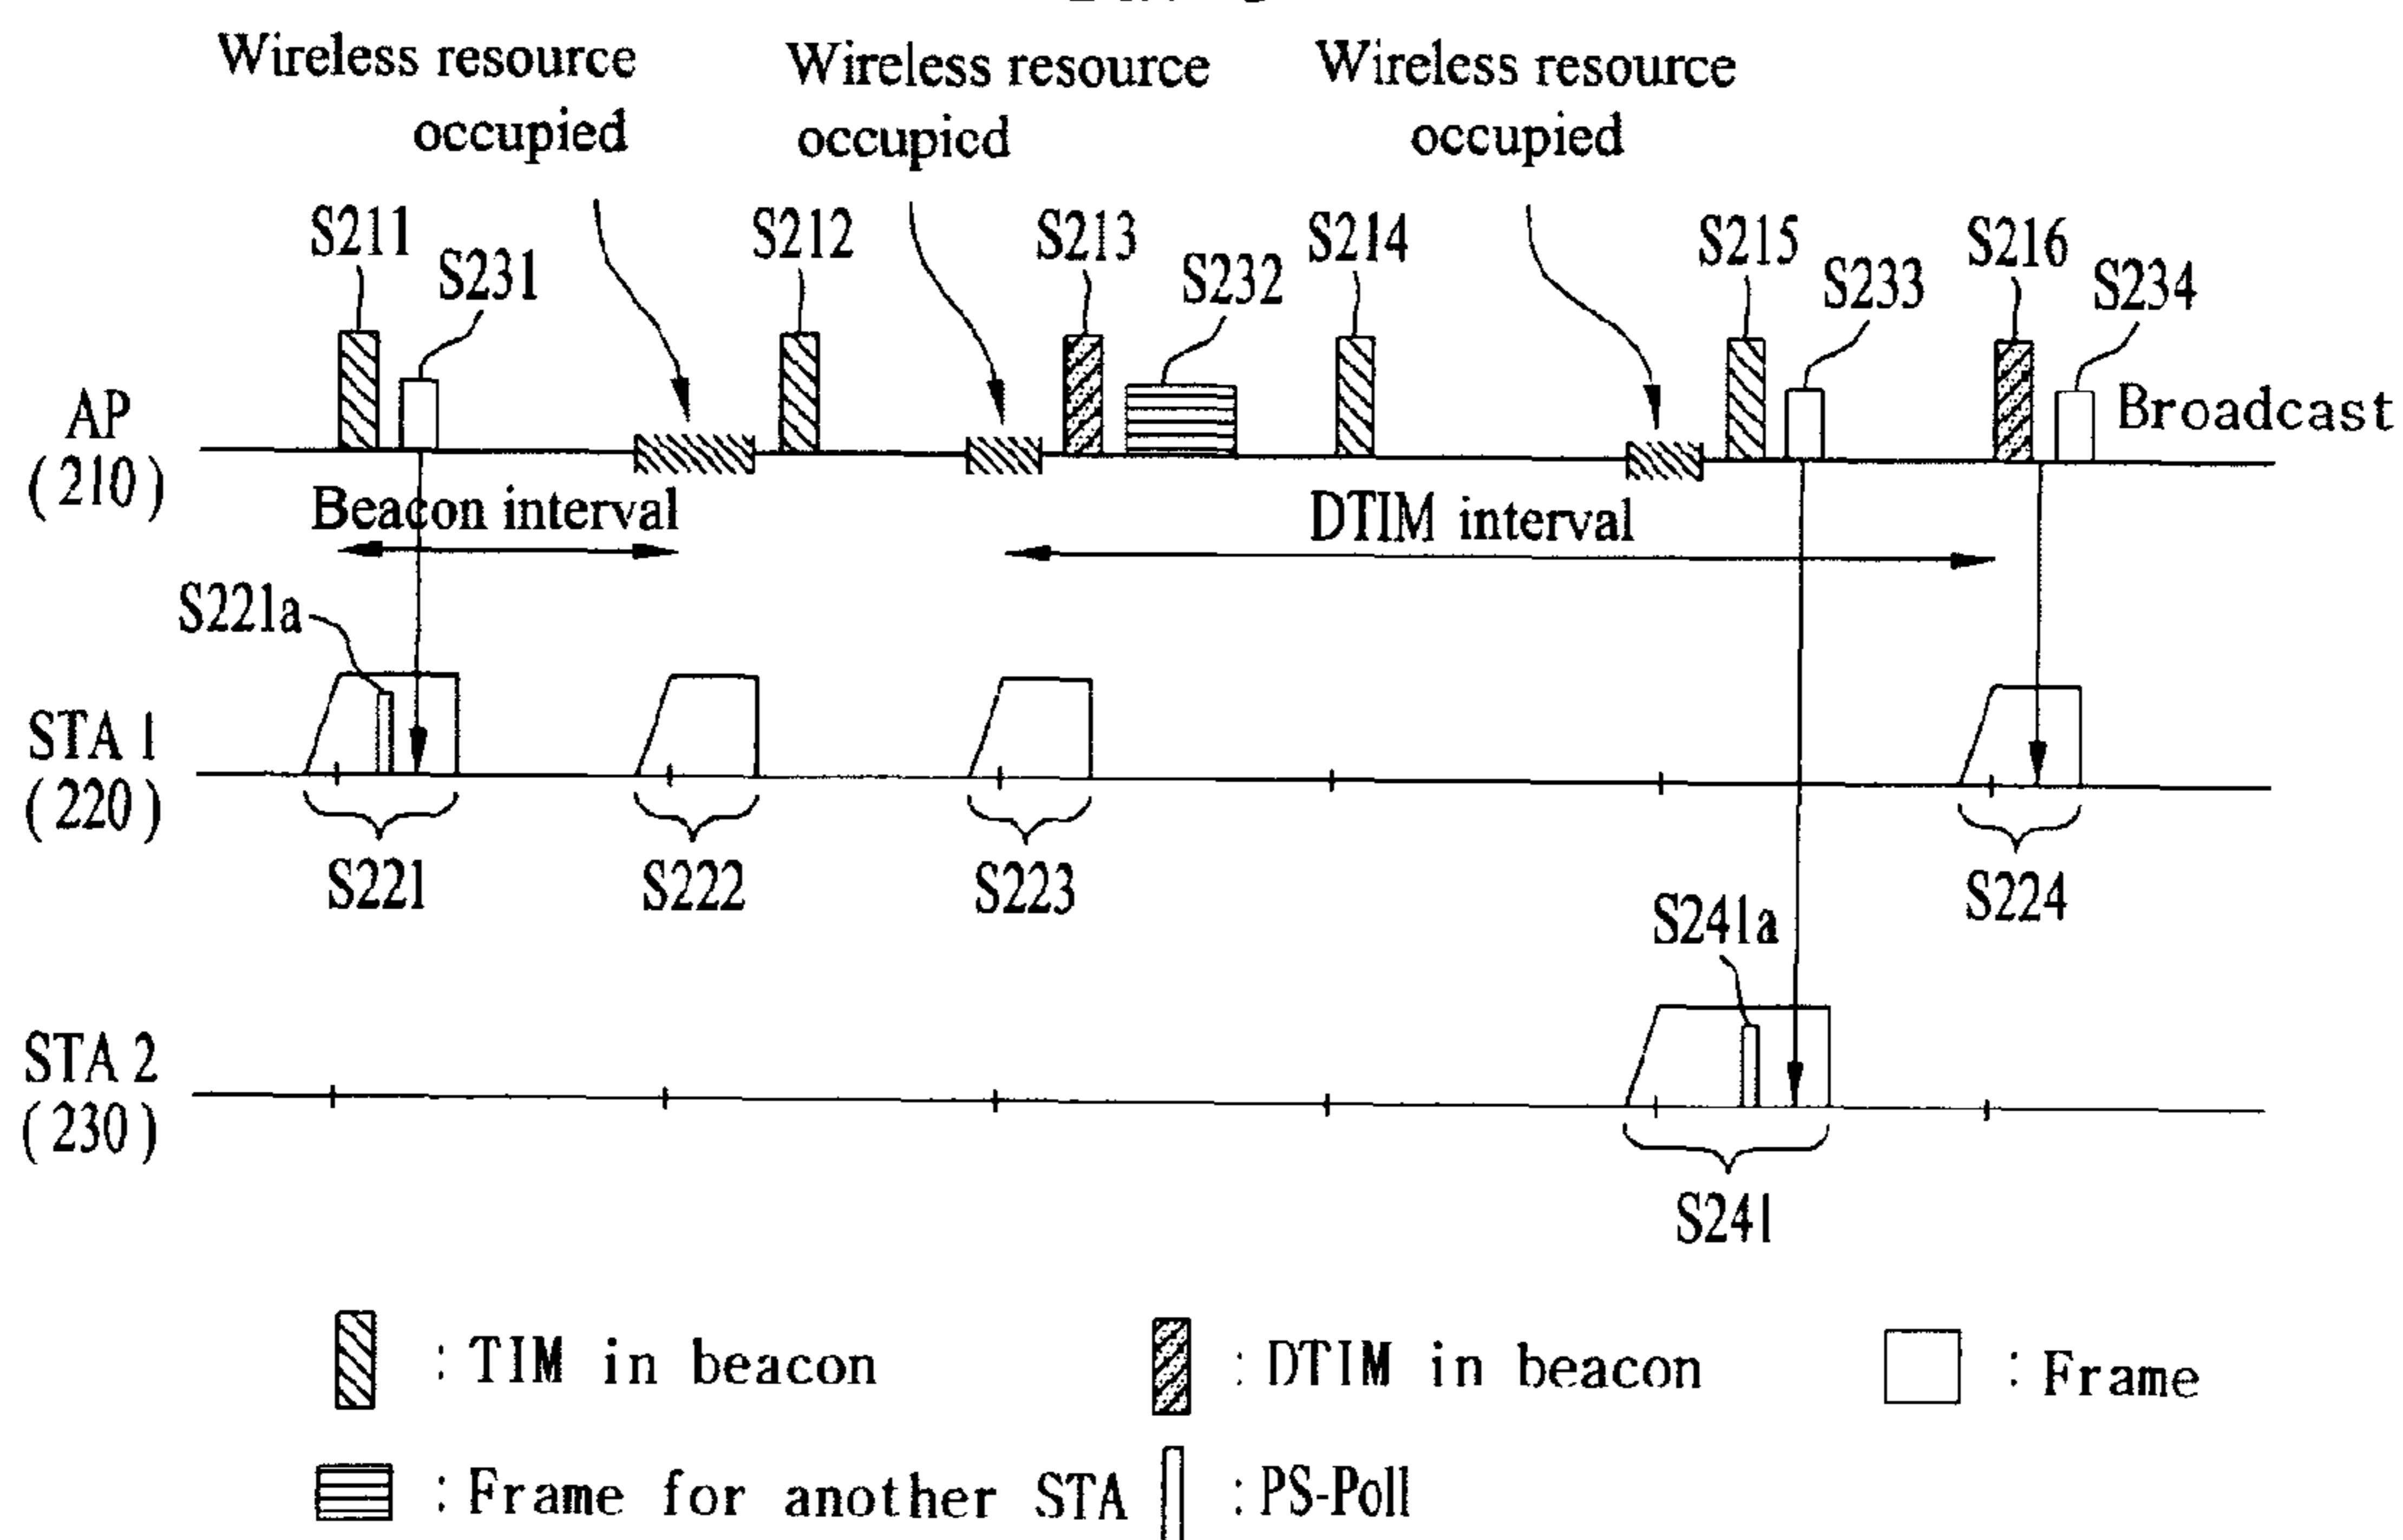 Wireless resource
occupied
Wireless resource
occupied
Wireless resource
occupied
S211
S231
S212
S213
S232
S214
S215
S233
S216
S234
AP
(210)
Broadcast
Beacon interval
DTIM interval
S221a
STA 1
(220)
S221
S222
S223
S224
S241a
STA 2
(230)
S241
: TIM in beacon
: DTIM in beacon
: Frame
: Frame for another STA
: PS-Poll